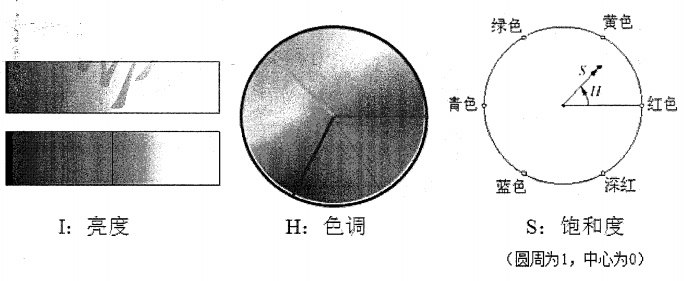 绿色
黄色
S
H
青色
红色
蓝色
深红
I: 亮度
H: 色调
S: 饱和度
(圆周为1, 中心为0)